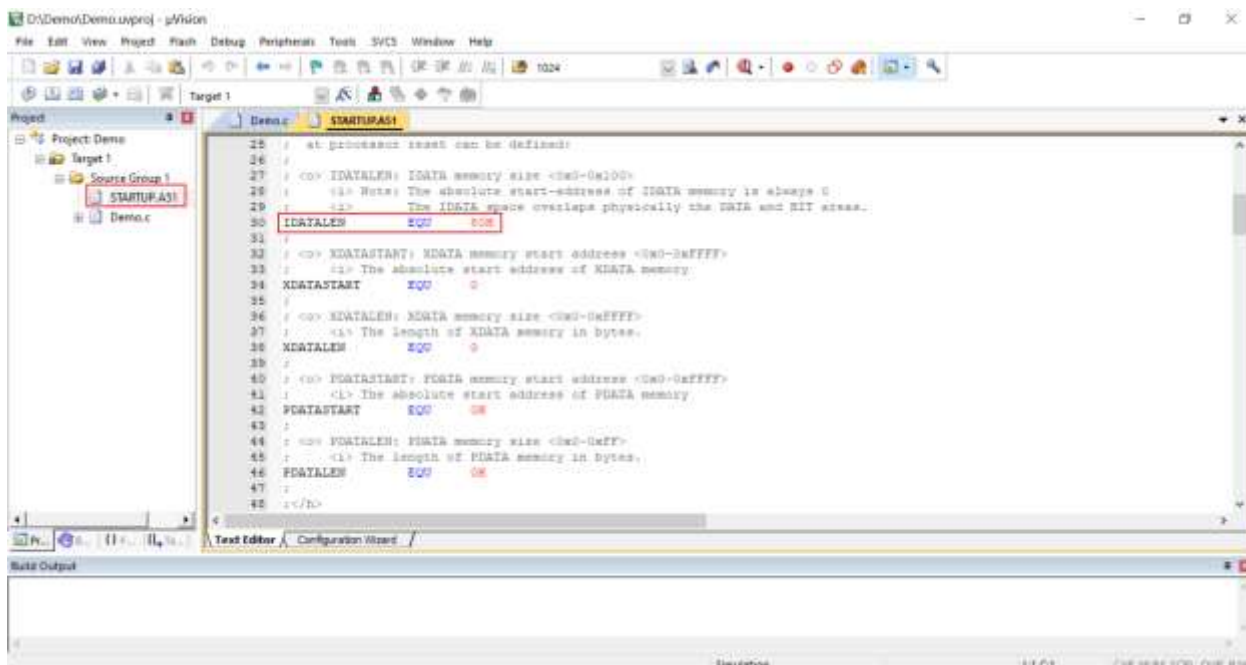 D:\Demo\Demo.uvproj - µVision
File Edit View Project Flash Debug Peripherals Tools SVCS Window Help
1024
Target 1
Project
Demo.c STARTUP.A51
Project: Demo
Target 1
Source Group 1
STARTUP.A51
Demo.c
25 ; at processor reset can be defined:
26 ;
27 ; <o> IDATALEN: IDATA memory size <0x0-0x100>
28 ; <i> Note: The absolute start-address of IDATA memory is always 0
29 ; <i> The IDATA space overlaps physically the DATA and BIT areas.
30 IDATALEN EQU 80H
31 ;
32 ; <o> XDATASTART: XDATA memory start address <0x0-0xFFFF>
33 ; <i> The absolute start address of XDATA memory
34 XDATASTART EQU 0
35 ;
36 ; <o> XDATALEN: XDATA memory size <0x0-0xFFFF>
37 ; <i> The length of XDATA memory in bytes.
38 XDATALEN EQU 0
39 ;
40 ; <o> PDATASTART: PDATA memory start address <0x0-0xFFFF>
41 ; <i> The absolute start address of PDATA memory
42 PDATASTART EQU 0H
43 ;
44 ; <o> PDATALEN: PDATA memory size <0x0-0xFF>
45 ; <i> The length of PDATA memory in bytes.
46 PDATALEN EQU 0H
47 ;
48 ;</h>
Pr...
Text Editor Configuration Wizard
Build Output
Simulation